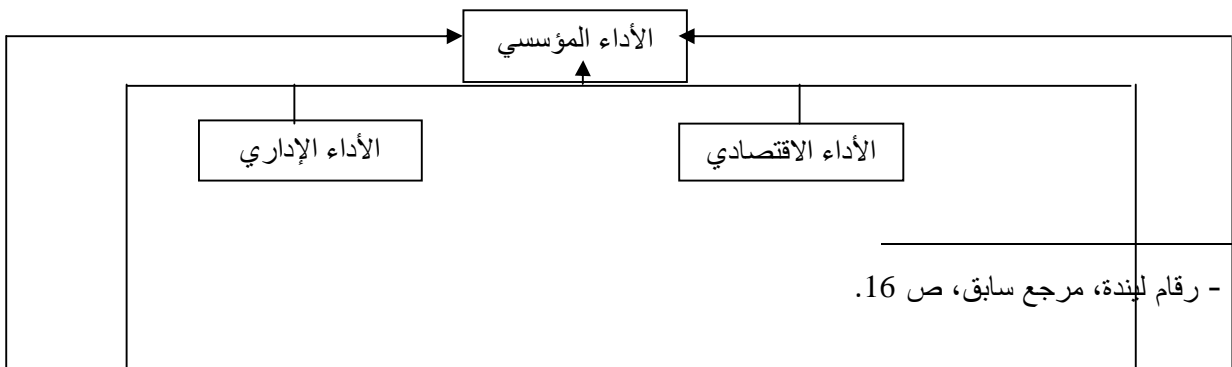 الأداء المؤسسي
الأداء الاقتصادي
الأداء الإداري
- رقام ليندة، مرجع سابق، ص 16.